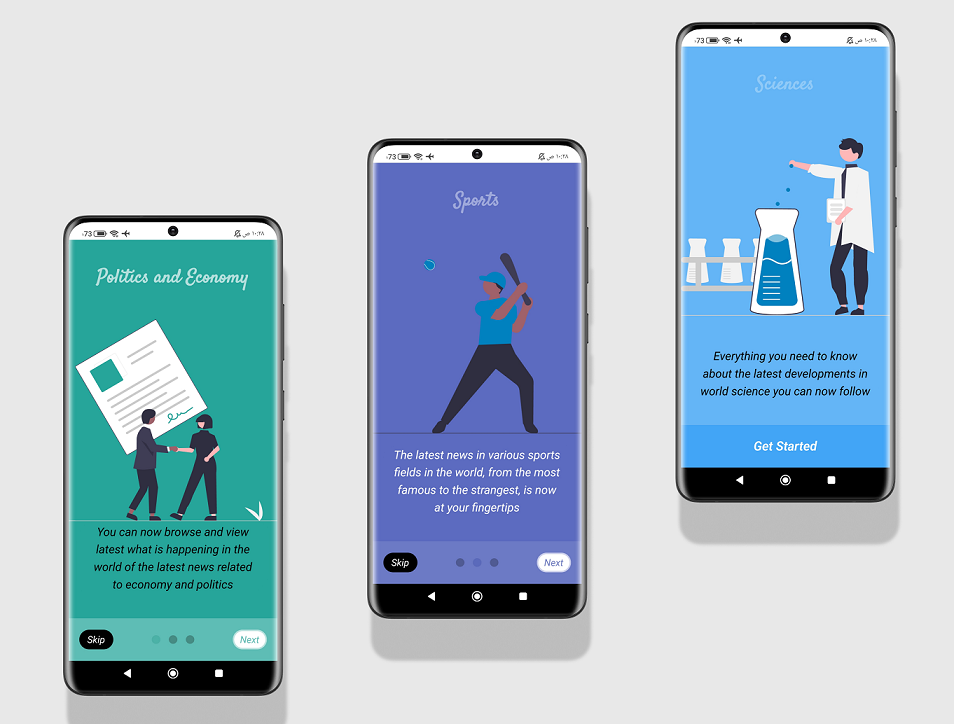 73
١٠:٢٨ ص
Politics and Economy
You can now browse and view
latest what is happening in the
world of the latest news related
to economy and politics
Skip
Next
73
١٠:٢٨ ص
Sports
The latest news in various sports
fields in the world, from the most
famous to the strangest, is now
at your fingertips
Skip
Next
73
١٠:٢٨ ص
Sciences
Everything you need to know
about the latest developments in
world science you can now follow
Get Started